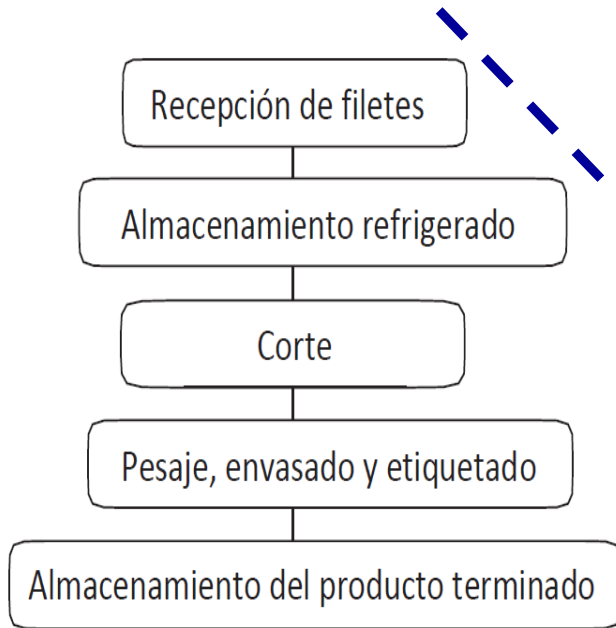 Recepción de filetes
Almacenamiento refrigerado
Corte
Pesaje, envasado y etiquetado
Almacenamiento del producto terminado